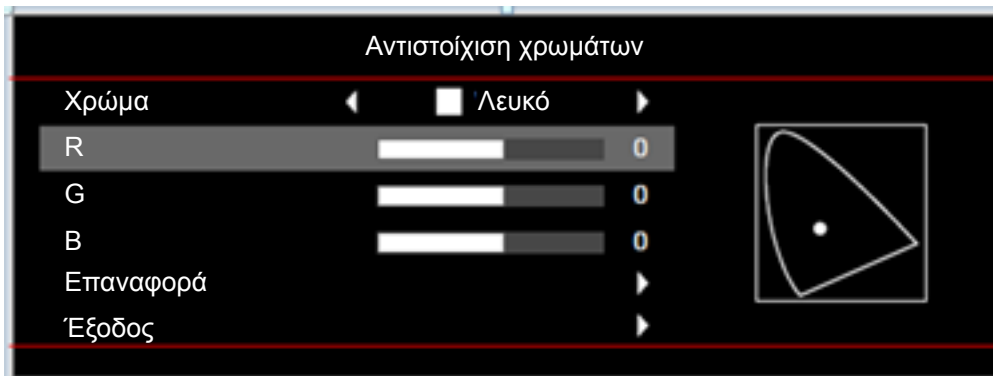 Αντιστοίχιση χρωμάτων
Χρώμα Λευκό
R 0
G 0
B 0
Επαναφορά
Έξοδος